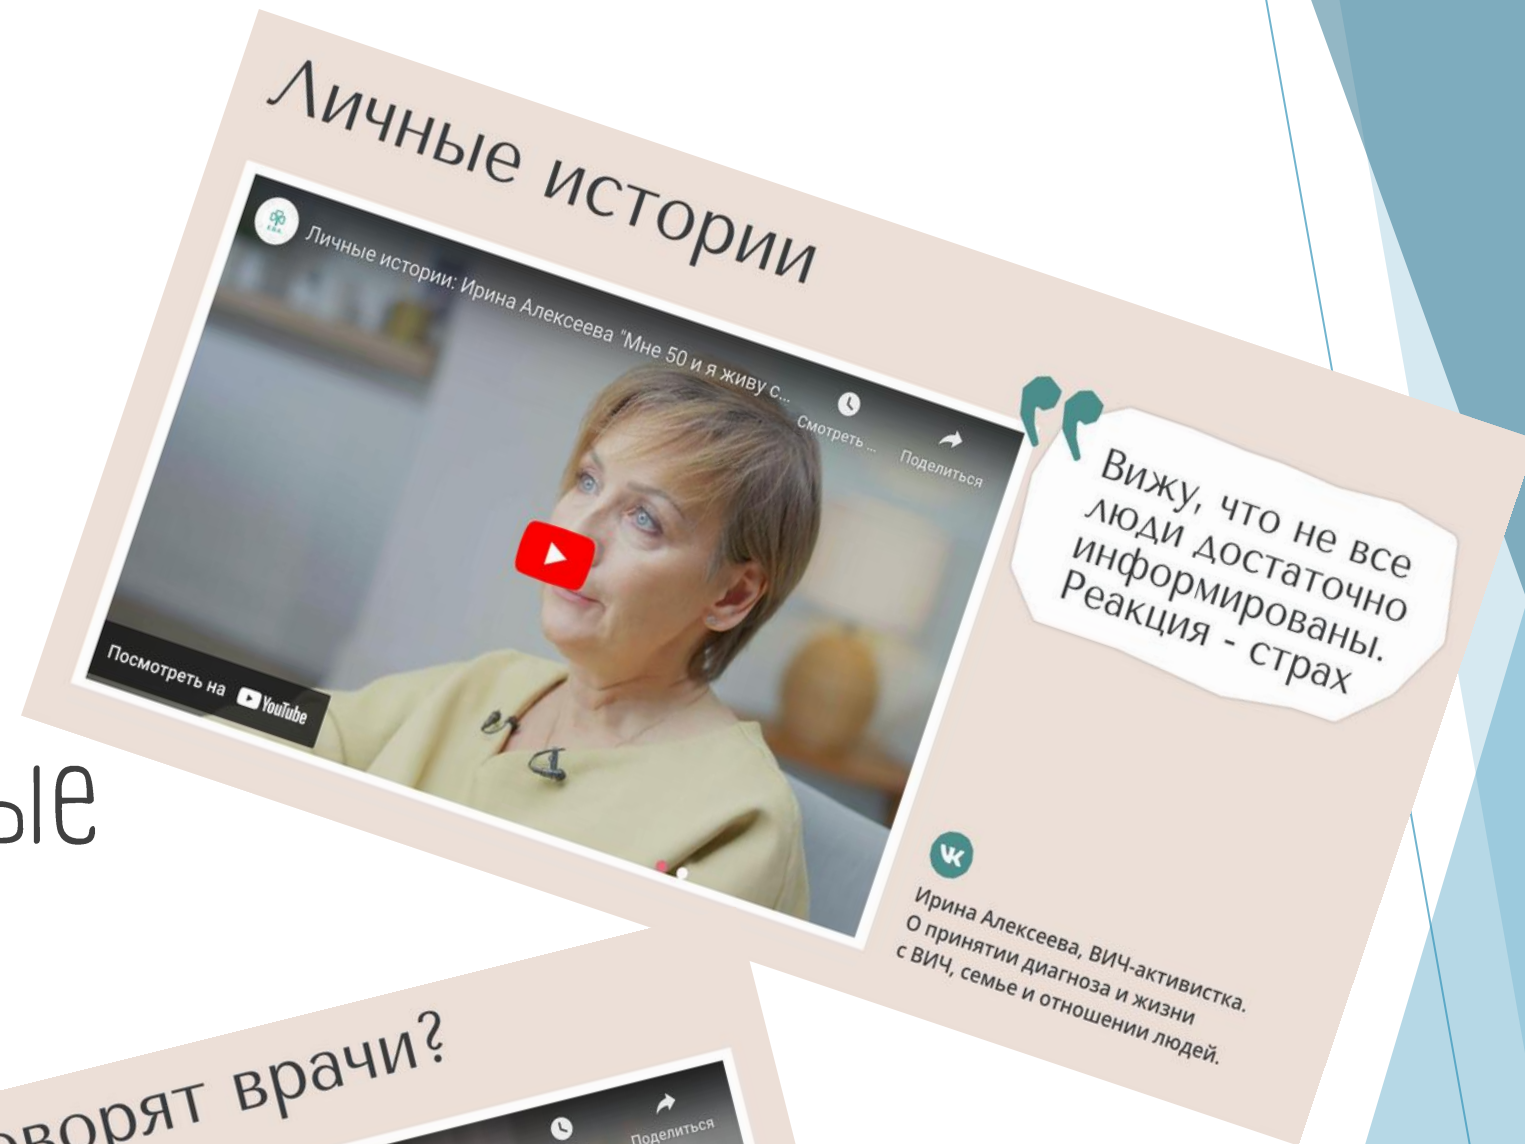 Личные истории
Е.В.А.
Личные истории: Ирина Алексеева "Мне 50 и я живу с...
Смотреть ...
Поделиться
Вижу, что не все
люди достаточно
информированы.
Реакция - страх
Посмотреть на YouTube
ые
Ирина Алексеева, ВИЧ-активистка.
О принятии диагноза и жизни
с ВИЧ, семье и отношении людей.
оворят врачи?
Поделиться